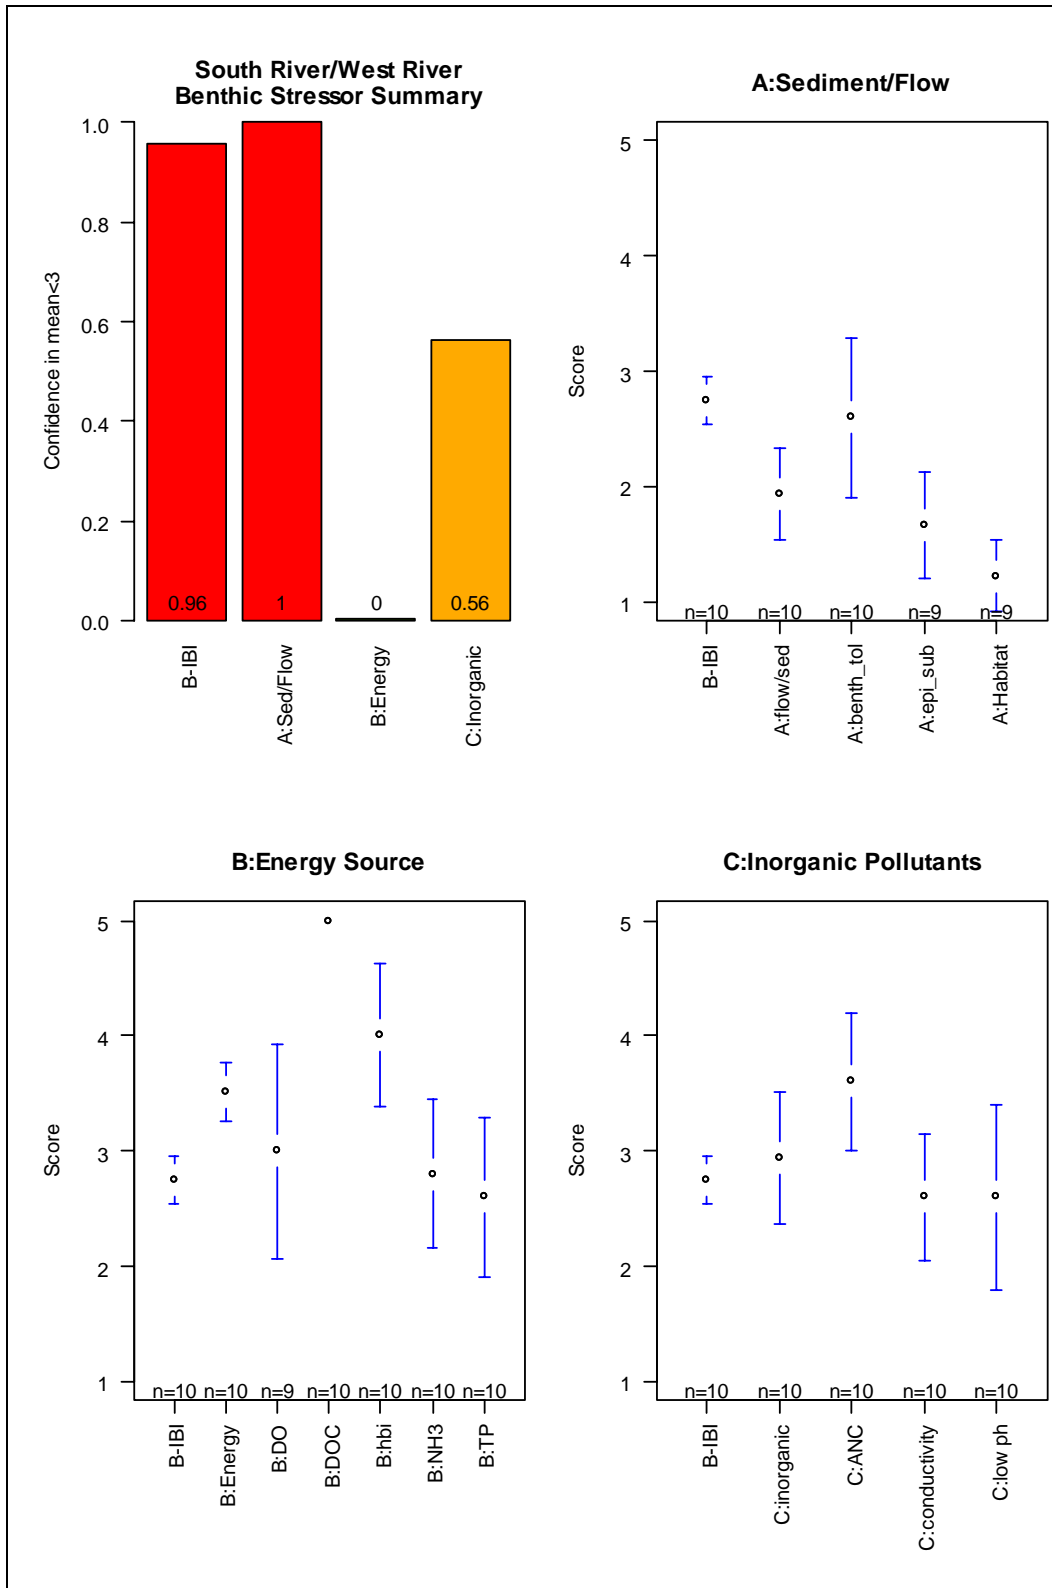 South River/West River
Benthic Stressor Summary
Confidence in mean<3
1.0
0.8
0.6
0.4
0.2
0.0
0.96
1
0
0.56
B-IBI
A:Sed/Flow
B:Energy
C:Inorganic
A:Sediment/Flow
Score
5
4
3
2
1
n=10
n=10
n=10
n=9
n=9
B-IBI
A:flow/sed
A:benth_tol
A:epi_sub
A:Habitat
B:Energy Source
Score
5
4
3
2
1
n=10
n=10
n=9
n=10
n=10
n=10
n=10
B-IBI
B:Energy
B:DO
B:DOC
B:hbi
B:NH3
B:TP
C:Inorganic Pollutants
Score
5
4
3
2
1
n=10
n=10
n=10
n=10
n=10
B-IBI
C:inorganic
C:ANC
C:conductivity
C:low ph